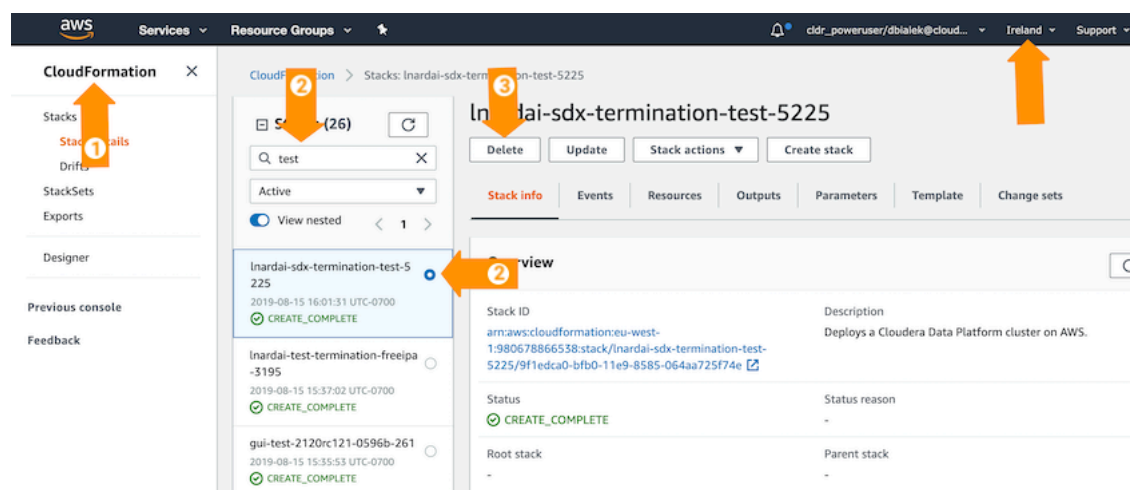 aws Services Resource Groups cldr_poweruser/dbialek@cloud... Ireland Support
CloudFormation
CloudF tion > Stacks: lnardai-sdx-term on-test-5225
2
3
Stacks
Stac ails
1
Drifts
StackSets
Exports
Designer
Previous console
Feedback
S (26)
test
Active
View nested < 1 >
lnardai-sdx-termination-test-5
225
2019-08-15 16:01:31 UTC-0700
CREATE_COMPLETE
2
lnardai-test-termination-freeipa
-3195
2019-08-15 15:37:02 UTC-0700
CREATE_COMPLETE
gui-test-2120rc121-0596b-261
2019-08-15 15:35:53 UTC-0700
CREATE_COMPLETE
ln dai-sdx-termination-test-5225
Delete Update Stack actions Create stack
Stack info Events Resources Outputs Parameters Template Change sets
view
Stack ID
arn:aws:cloudformation:eu-west-
1:980678866538:stack/lnardai-sdx-termination-test-
5225/9f1edca0-bfb0-11e9-8585-064aa725f74e
Description
Deploys a Cloudera Data Platform cluster on AWS.
Status
CREATE_COMPLETE
Status reason
-
Root stack
-
Parent stack
-